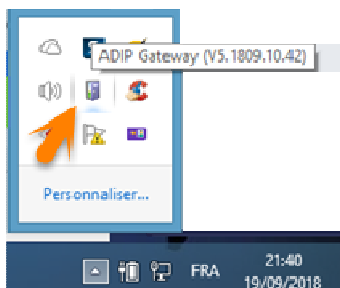 ADIP Gateway (V5.1809.10.42)
Personnaliser...
FRA
21:40
19/09/2018